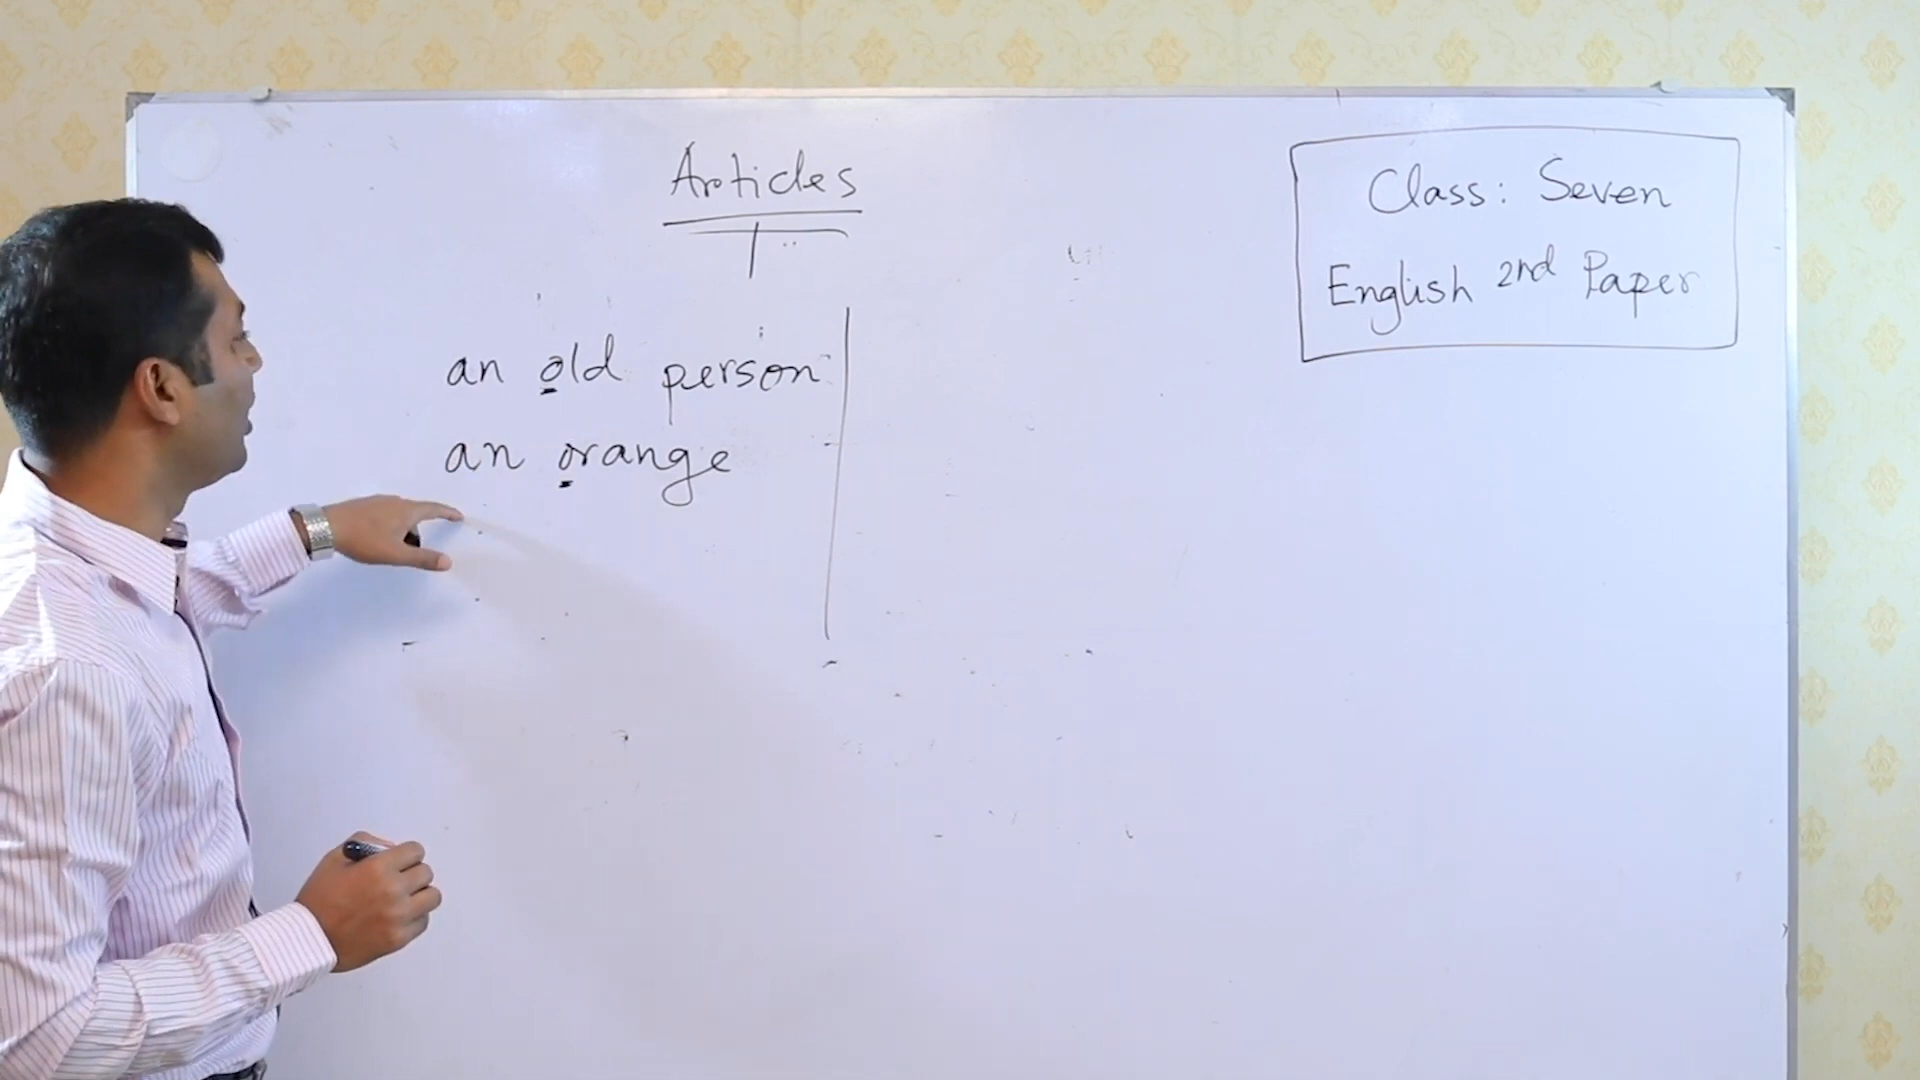 Articles
Class: Seven
English 2nd Paper
an old person
an orange